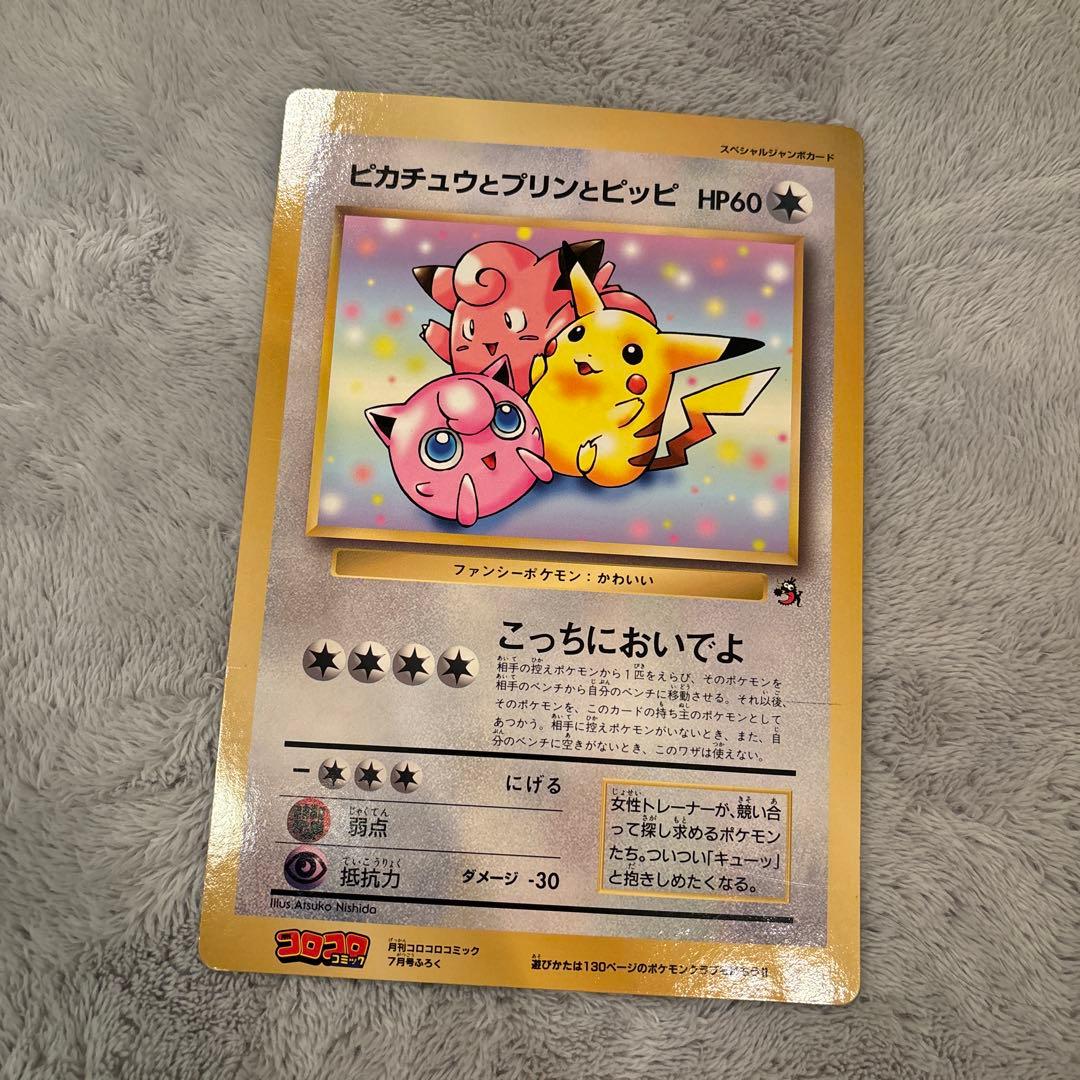 スペシャルジャンボカード
ピカチュウとプリンとピッピ HP60
ファンシーポケモン：かわいい
こっちにおいでよ
相手の控えポケモンから1匹をえらび、そのポケモンを
相手のベンチから自分のベンチに移動させる。それ以後、
そのポケモンを、このカードの持ち主のポケモンとして
あつかう。相手に控えポケモンがいないとき、また、自
分のベンチに空きがないとき、このワザは使えない。
ー にげる
弱点
抵抗力 ダメージ -30
女性トレーナーが、競い合
って探し求めるポケモン
たち。ついつい「キューッ」
と抱きしめたくなる。
Illus.Atsuko Nishida
コロコロ
コミック
月刊コロコロコミック
7月号ふろく
遊びかたは130ページのポケモンクラブを